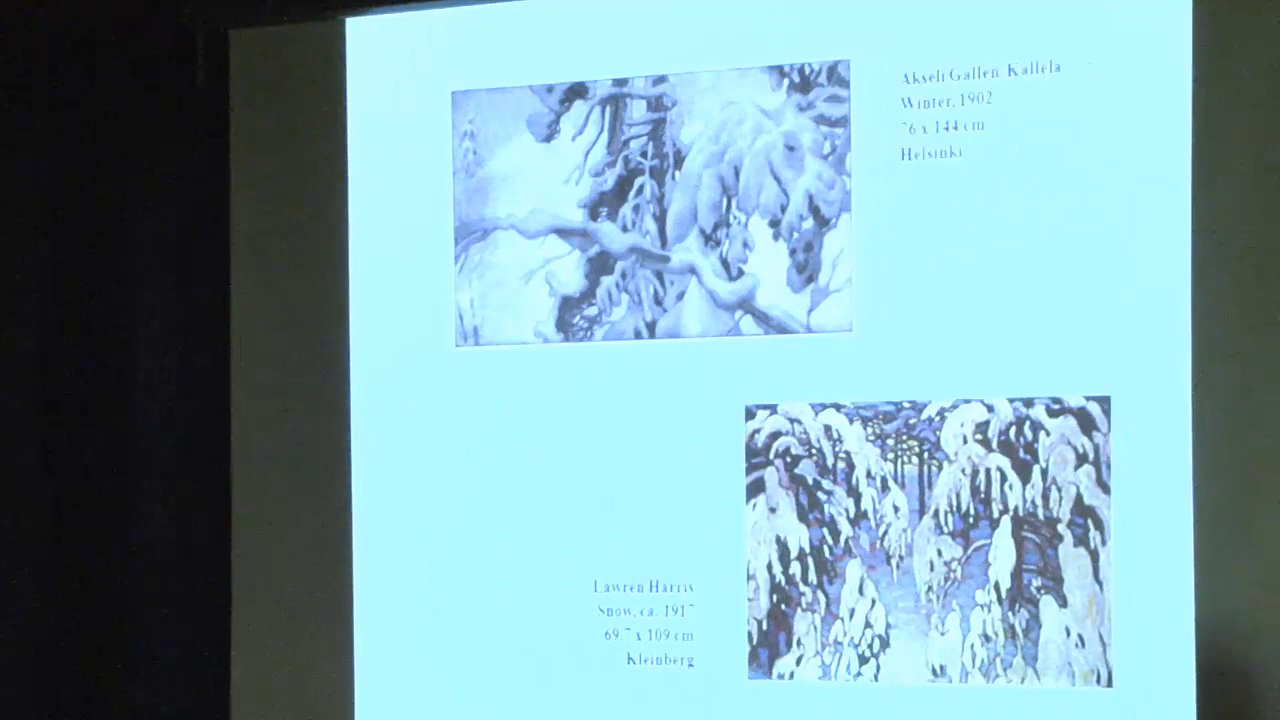 Akseli Gallen Kallela
Winter, 1902
76 x 144 cm
Helsinki
Lawren Harris
Snow, ca. 1917
69.7 x 109 cm
Kleinberg